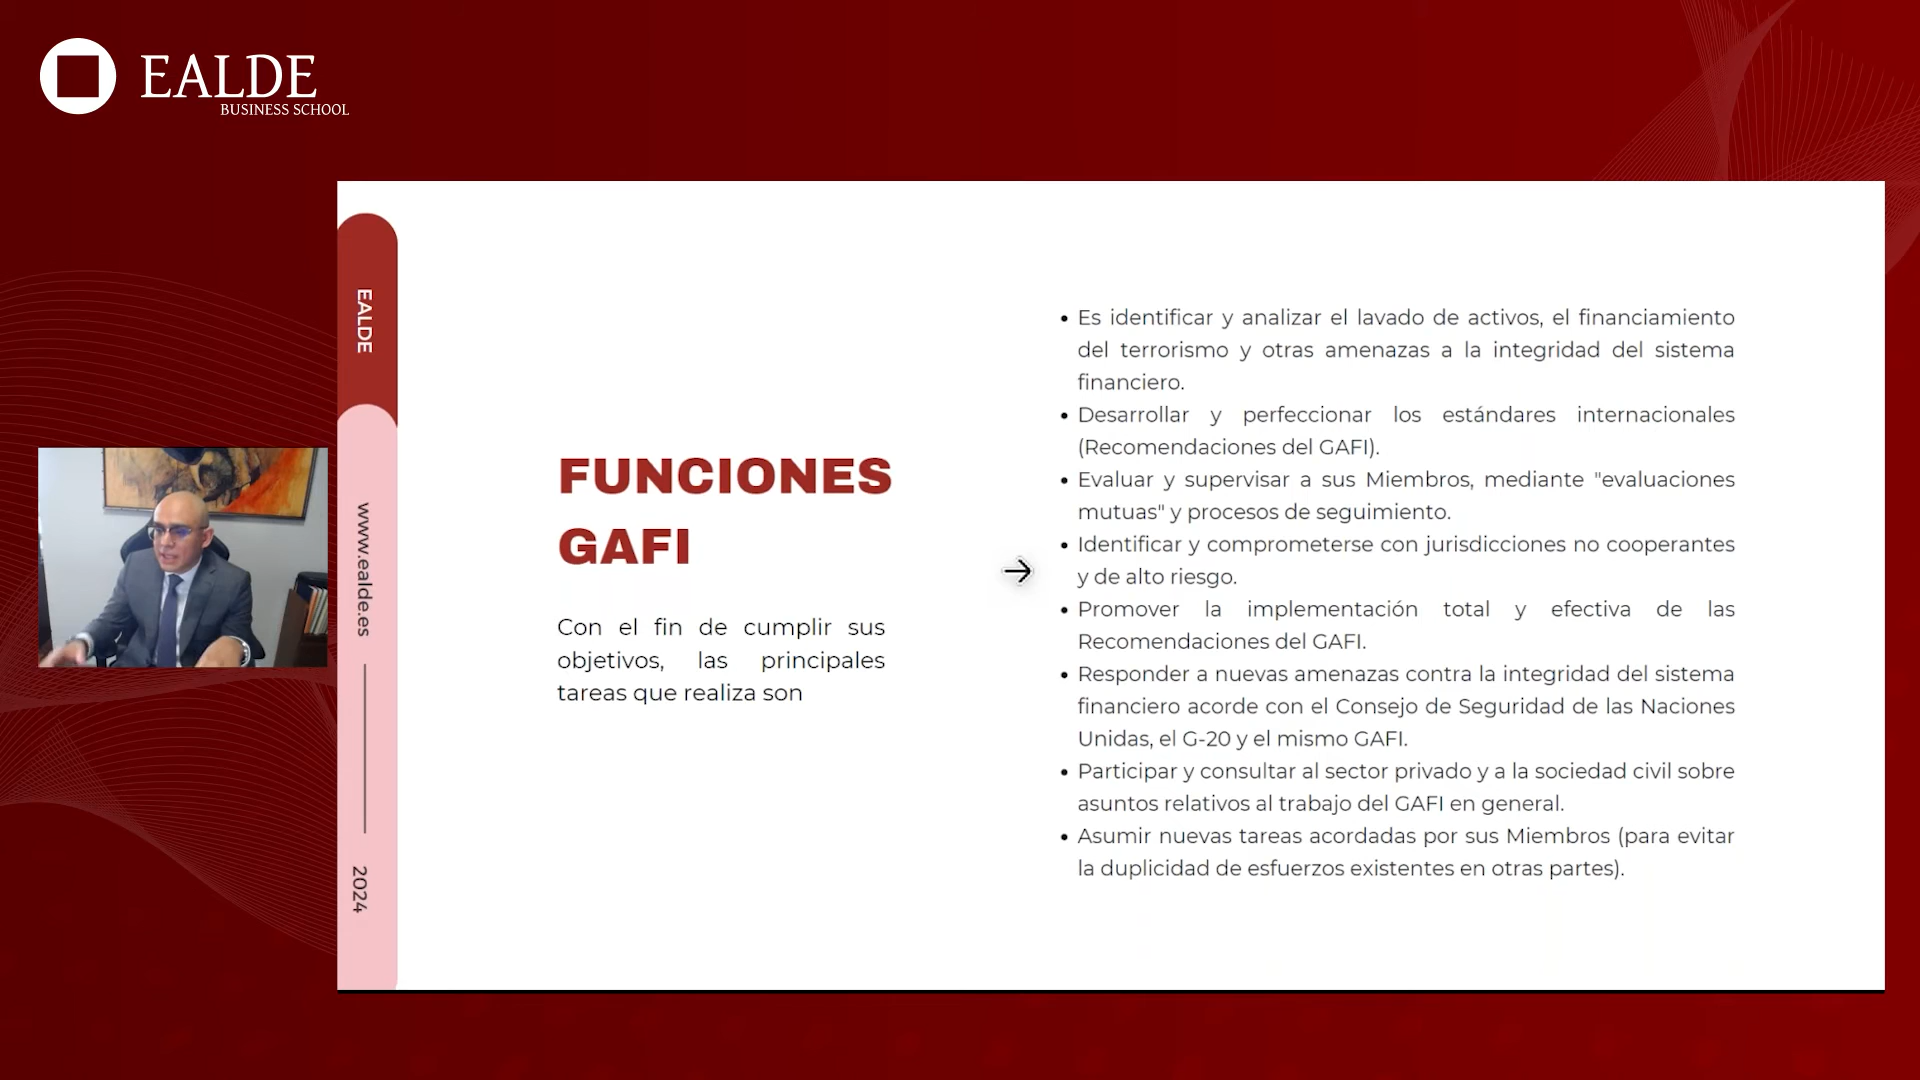 EALDE
BUSINESS SCHOOL
EALDE
www.ealde.es
2024
FUNCIONES
GAFI
Con el fin de cumplir sus
objetivos, las principales
tareas que realiza son
• Es identificar y analizar el lavado de activos, el financiamiento
del terrorismo y otras amenazas a la integridad del sistema
financiero.
• Desarrollar y perfeccionar los estándares internacionales
(Recomendaciones del GAFI).
• Evaluar y supervisar a sus Miembros, mediante "evaluaciones
mutuas" y procesos de seguimiento.
• Identificar y comprometerse con jurisdicciones no cooperantes
y de alto riesgo.
• Promover la implementación total y efectiva de las
Recomendaciones del GAFI.
• Responder a nuevas amenazas contra la integridad del sistema
financiero acorde con el Consejo de Seguridad de las Naciones
Unidas, el G-20 y el mismo GAFI.
• Participar y consultar al sector privado y a la sociedad civil sobre
asuntos relativos al trabajo del GAFI en general.
• Asumir nuevas tareas acordadas por sus Miembros (para evitar
la duplicidad de esfuerzos existentes en otras partes).